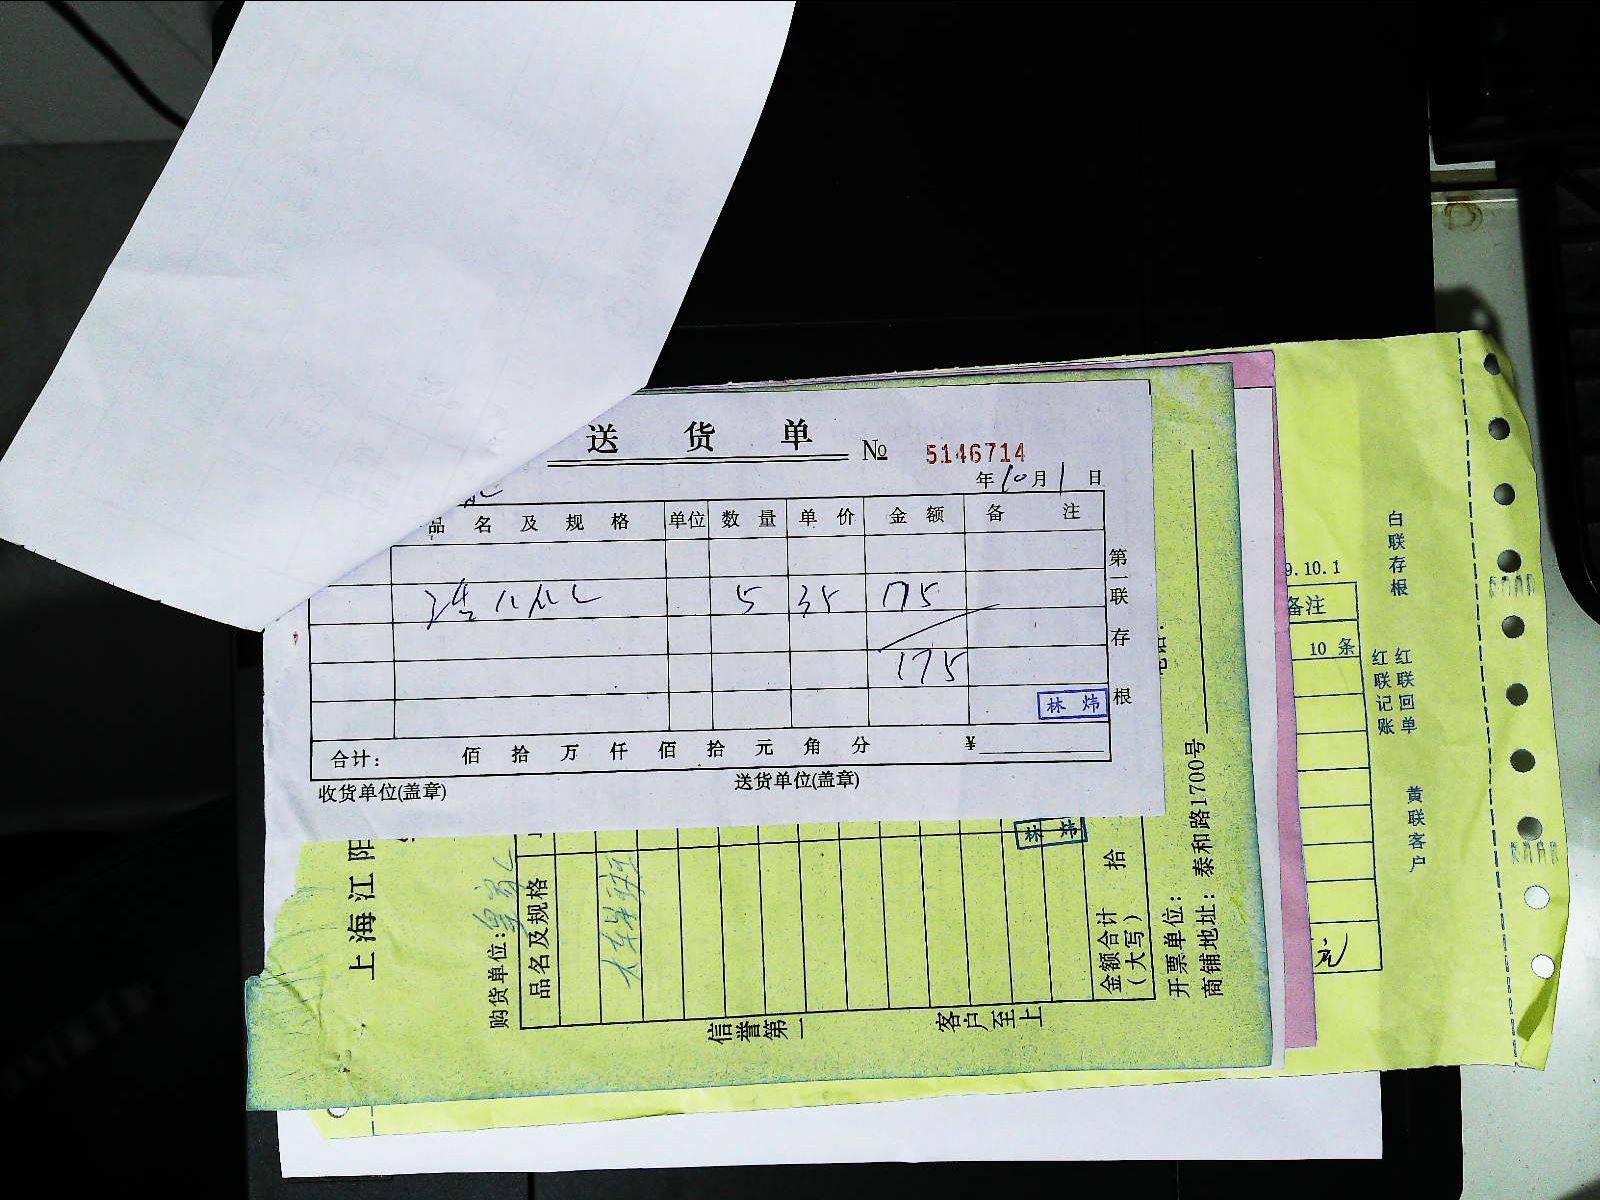 送 货 单 № 5146714
年 10 月 1 日
品 名 及 规 格 单位 数 量 单 价 金 额 备 注
5 35 175
175
林 炜
合计: 佰 拾 万 仟 佰 拾 元 角 分 ¥
收货单位(盖章) 送货单位(盖章)
第一联 存根
上海江阳
购货单位:
品名及规格
林 炜
拾
金额合计
(大写)
信誉第一
客户至上
开票单位:
商铺地址: 泰和路1700号
9.10.1
备注
10 条
元
白联存根
红联回单
红联记账
黄联客户